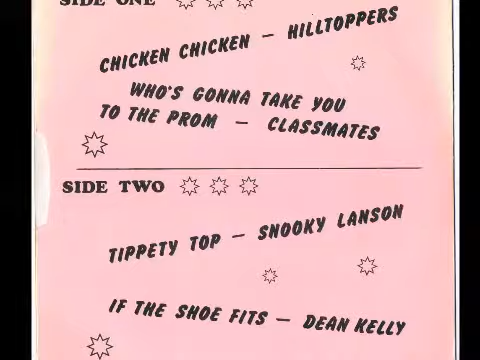 SIDE ONE
CHICKEN CHICKEN — HILLTOPPERS
WHO'S GONNA TAKE YOU
TO THE PROM — CLASSMATES
SIDE TWO
TIPPETY TOP — SNOOKY LANSON
IF THE SHOE FITS — DEAN KELLY